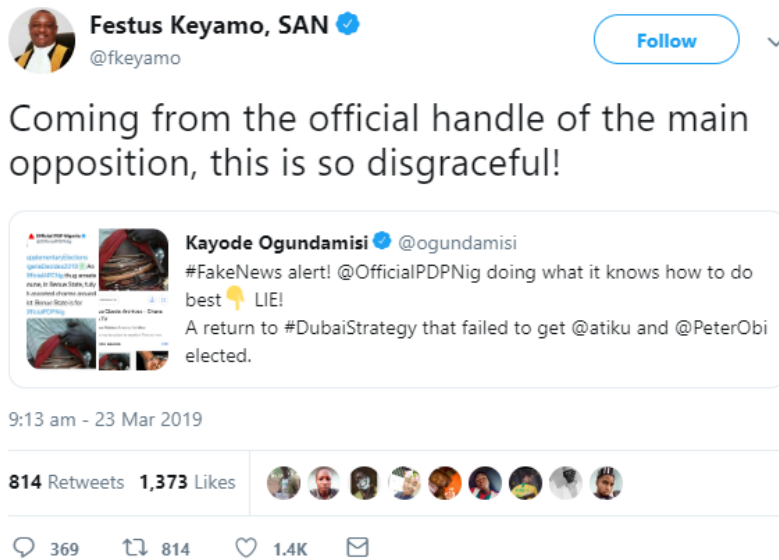 Festus Keyamo, SAN
@fkeyamo
Follow
Coming from the official handle of the main
opposition, this is so disgraceful!
Kayode Ogundamisi @ogundamisi
#FakeNews alert! @OfficialPDPNig doing what it knows how to do
best👇 LIE!
A return to #DubaiStrategy that failed to get @atiku and @PeterObi
elected.
9:13 am - 23 Mar 2019
814 Retweets 1,373 Likes
369 814 1.4K